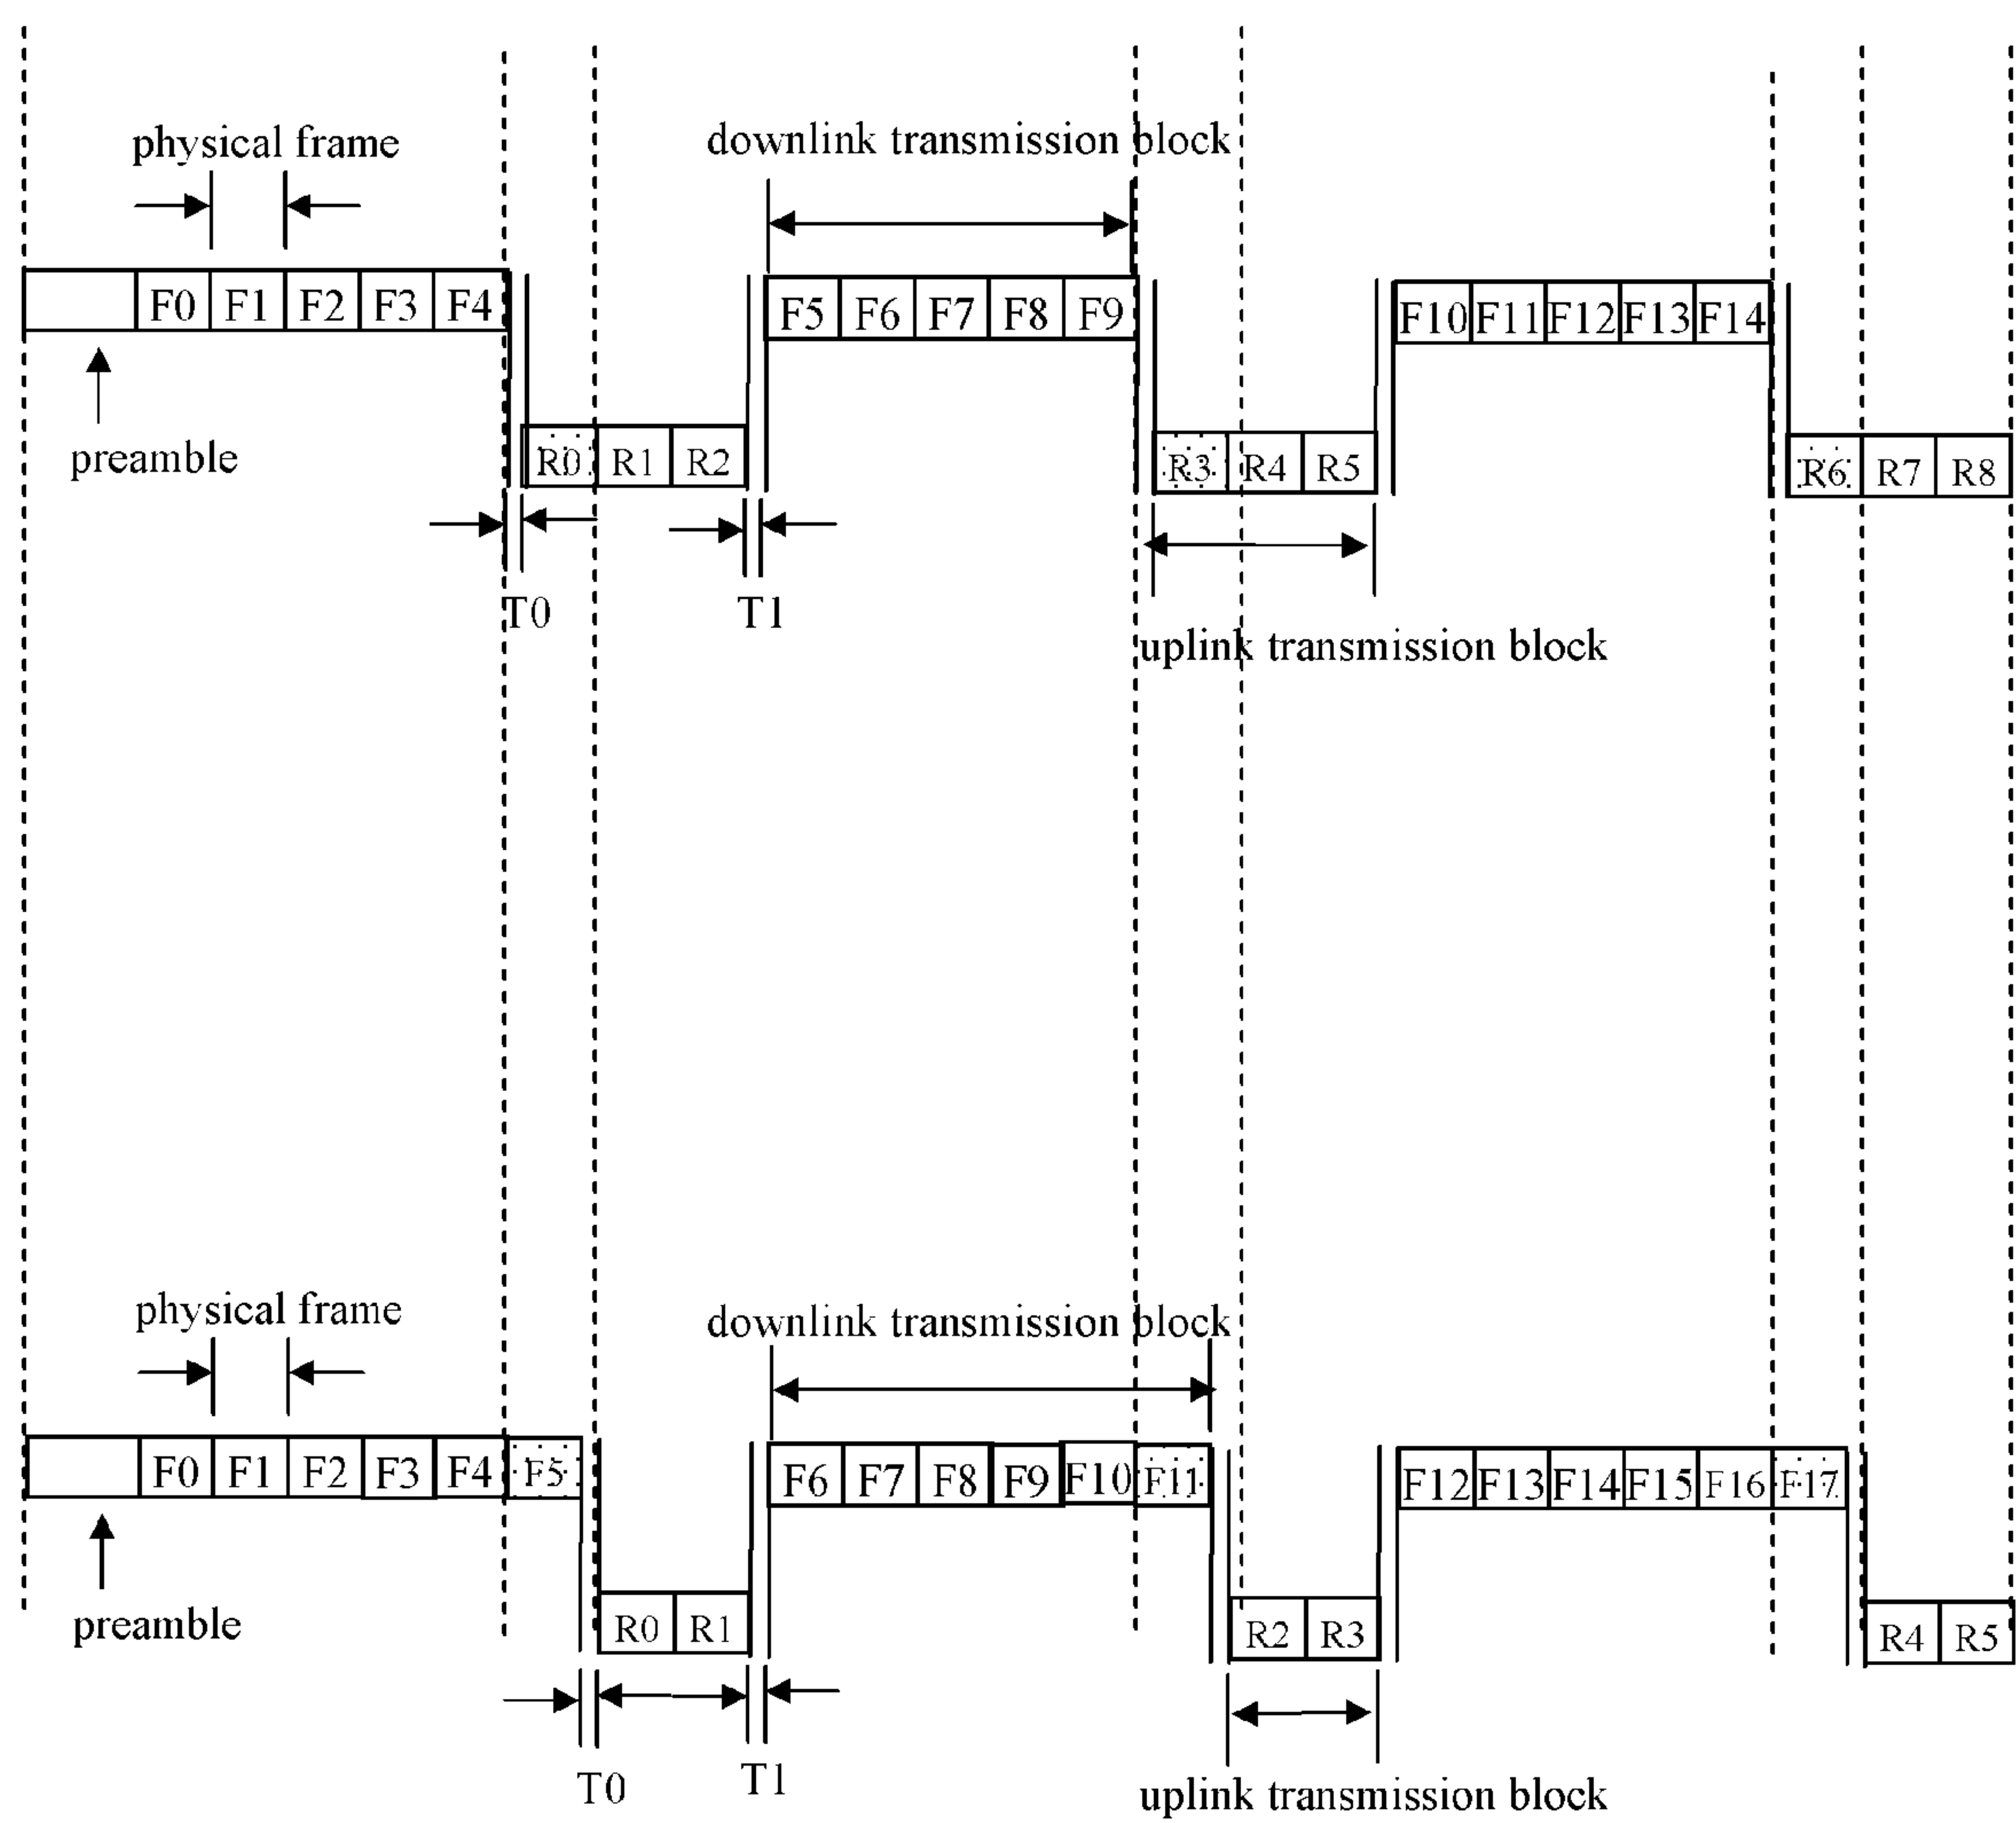 physical frame
downlink transmission block
F0 F1 F2 F3 F4
F5 F6 F7 F8 F9
F10 F11 F12 F13 F14
preamble
R0 R1 R2
R3 R4 R5
R6 R7 R8
T0
T1
uplink transmission block
physical frame
downlink transmission block
F0 F1 F2 F3 F4 F5
F6 F7 F8 F9 F10 F11
F12 F13 F14 F15 F16 F17
preamble
R0 R1
R2 R3
R4 R5
T0
T1
uplink transmission block